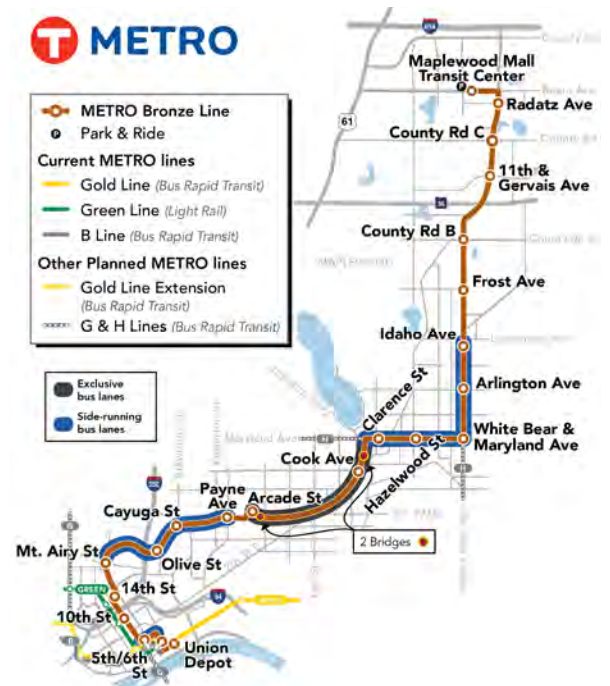 T METRO
METRO Bronze Line
P Park & Ride
Current METRO lines
Gold Line (Bus Rapid Transit)
Green Line (Light Rail)
B Line (Bus Rapid Transit)
Other Planned METRO lines
Gold Line Extension
(Bus Rapid Transit)
G & H Lines (Bus Rapid Transit)
Exclusive
bus lanes
Side-running
bus lanes
Maplewood Mall
Transit Center
P
Radatz Ave
61
County Rd C
11th &
Gervais Ave
36
County Rd B
Frost Ave
Idaho Ave
Arlington Ave
Clarence St
Maryland Ave
H
White Bear
& Maryland Ave
Hazelwood St
H
Cook Ave
Payne
Ave
Arcade St
Cayuga St
2 Bridges
Mt. Airy St
Olive St
GREEN
14th St
94
10th St
5th/6th
St
Union
Depot